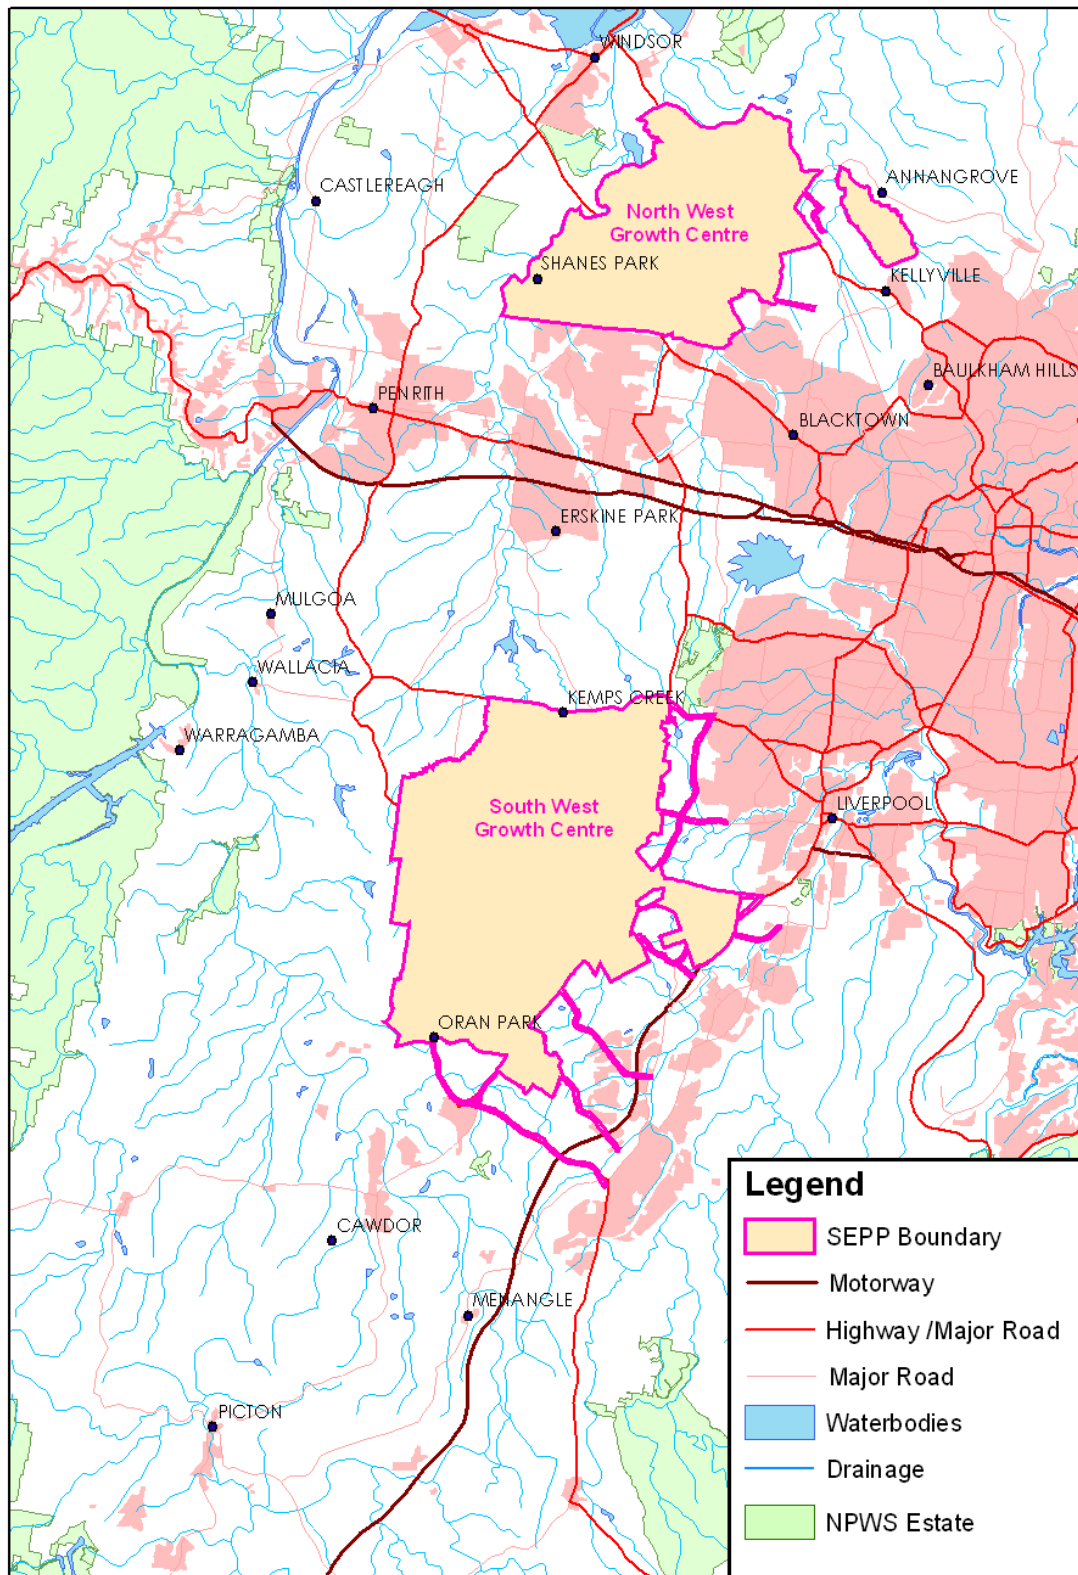 WINDSOR
CASTLEREAGH
ANNANGROVE
North West
Growth Centre
SHANES PARK
KELLYVILLE
BAULKHAM HILLS
PENRITH
BLACKTOWN
ERSKINE PARK
MULGOA
WALLACIA
KEMPS CREEK
WARRAGAMBA
South West
Growth Centre
LIVERPOOL
ORAN PARK
CAWDOR
MENANGLE
PICTON
Legend
SEPP Boundary
Motorway
Highway /Major Road
Major Road
Waterbodies
Drainage
NPWS Estate